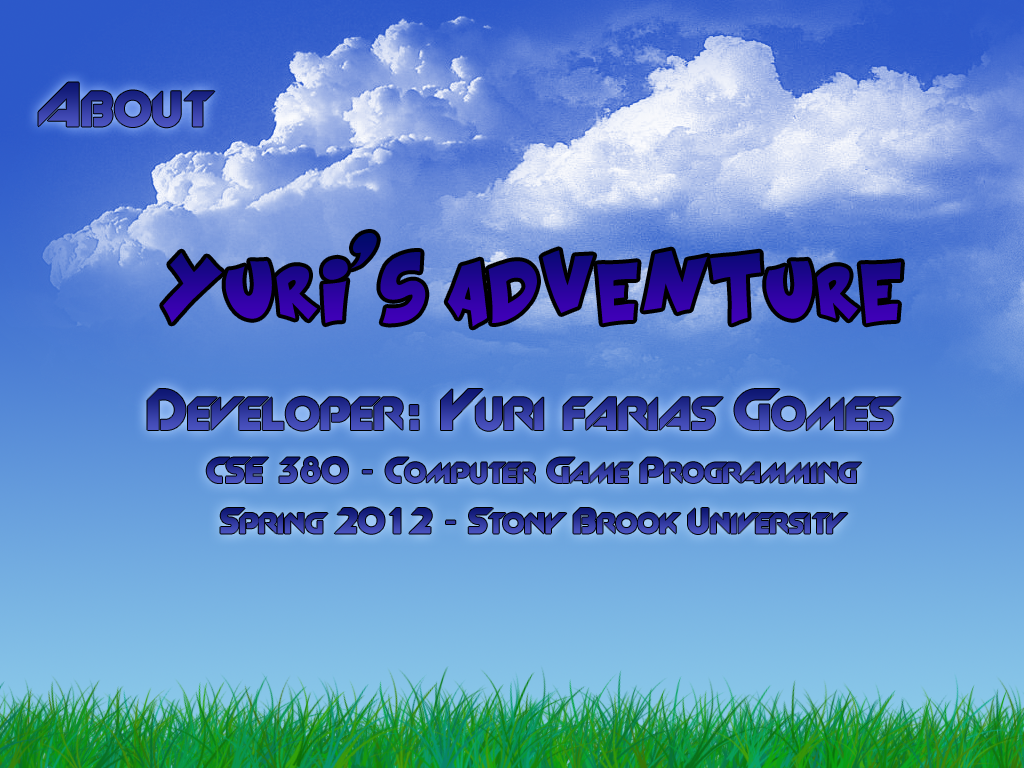 About
Yuri's Adventure
Developer: Yuri farias Gomes
CSE 380 - Computer Game Programming
Spring 2012 - Stony Brook University